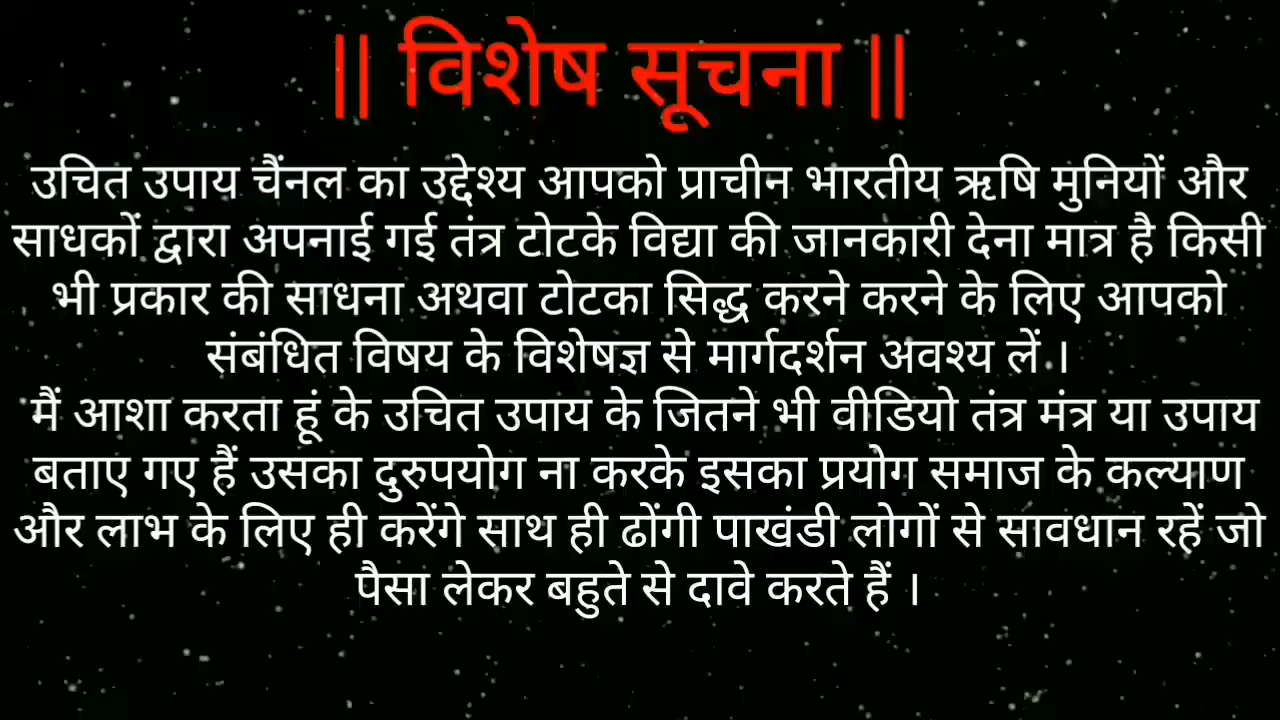 || विशेष सूचना ||
उचित उपाय चैंनल का उद्देश्य आपको प्राचीन भारतीय ऋषि मुनियों और
साधकों द्वारा अपनाई गई तंत्र टोटके विद्या की जानकारी देना मात्र है किसी
भी प्रकार की साधना अथवा टोटका सिद्ध करने करने के लिए आपको
संबंधित विषय के विशेषज्ञ से मार्गदर्शन अवश्य लें ।
मैं आशा करता हूं के उचित उपाय के जितने भी वीडियो तंत्र मंत्र या उपाय
बताए गए हैं उसका दुरुपयोग ना करके इसका प्रयोग समाज के कल्याण
और लाभ के लिए ही करेंगे साथ ही ढोंगी पाखंडी लोगों से सावधान रहें जो
पैसा लेकर बहुते से दावे करते हैं ।